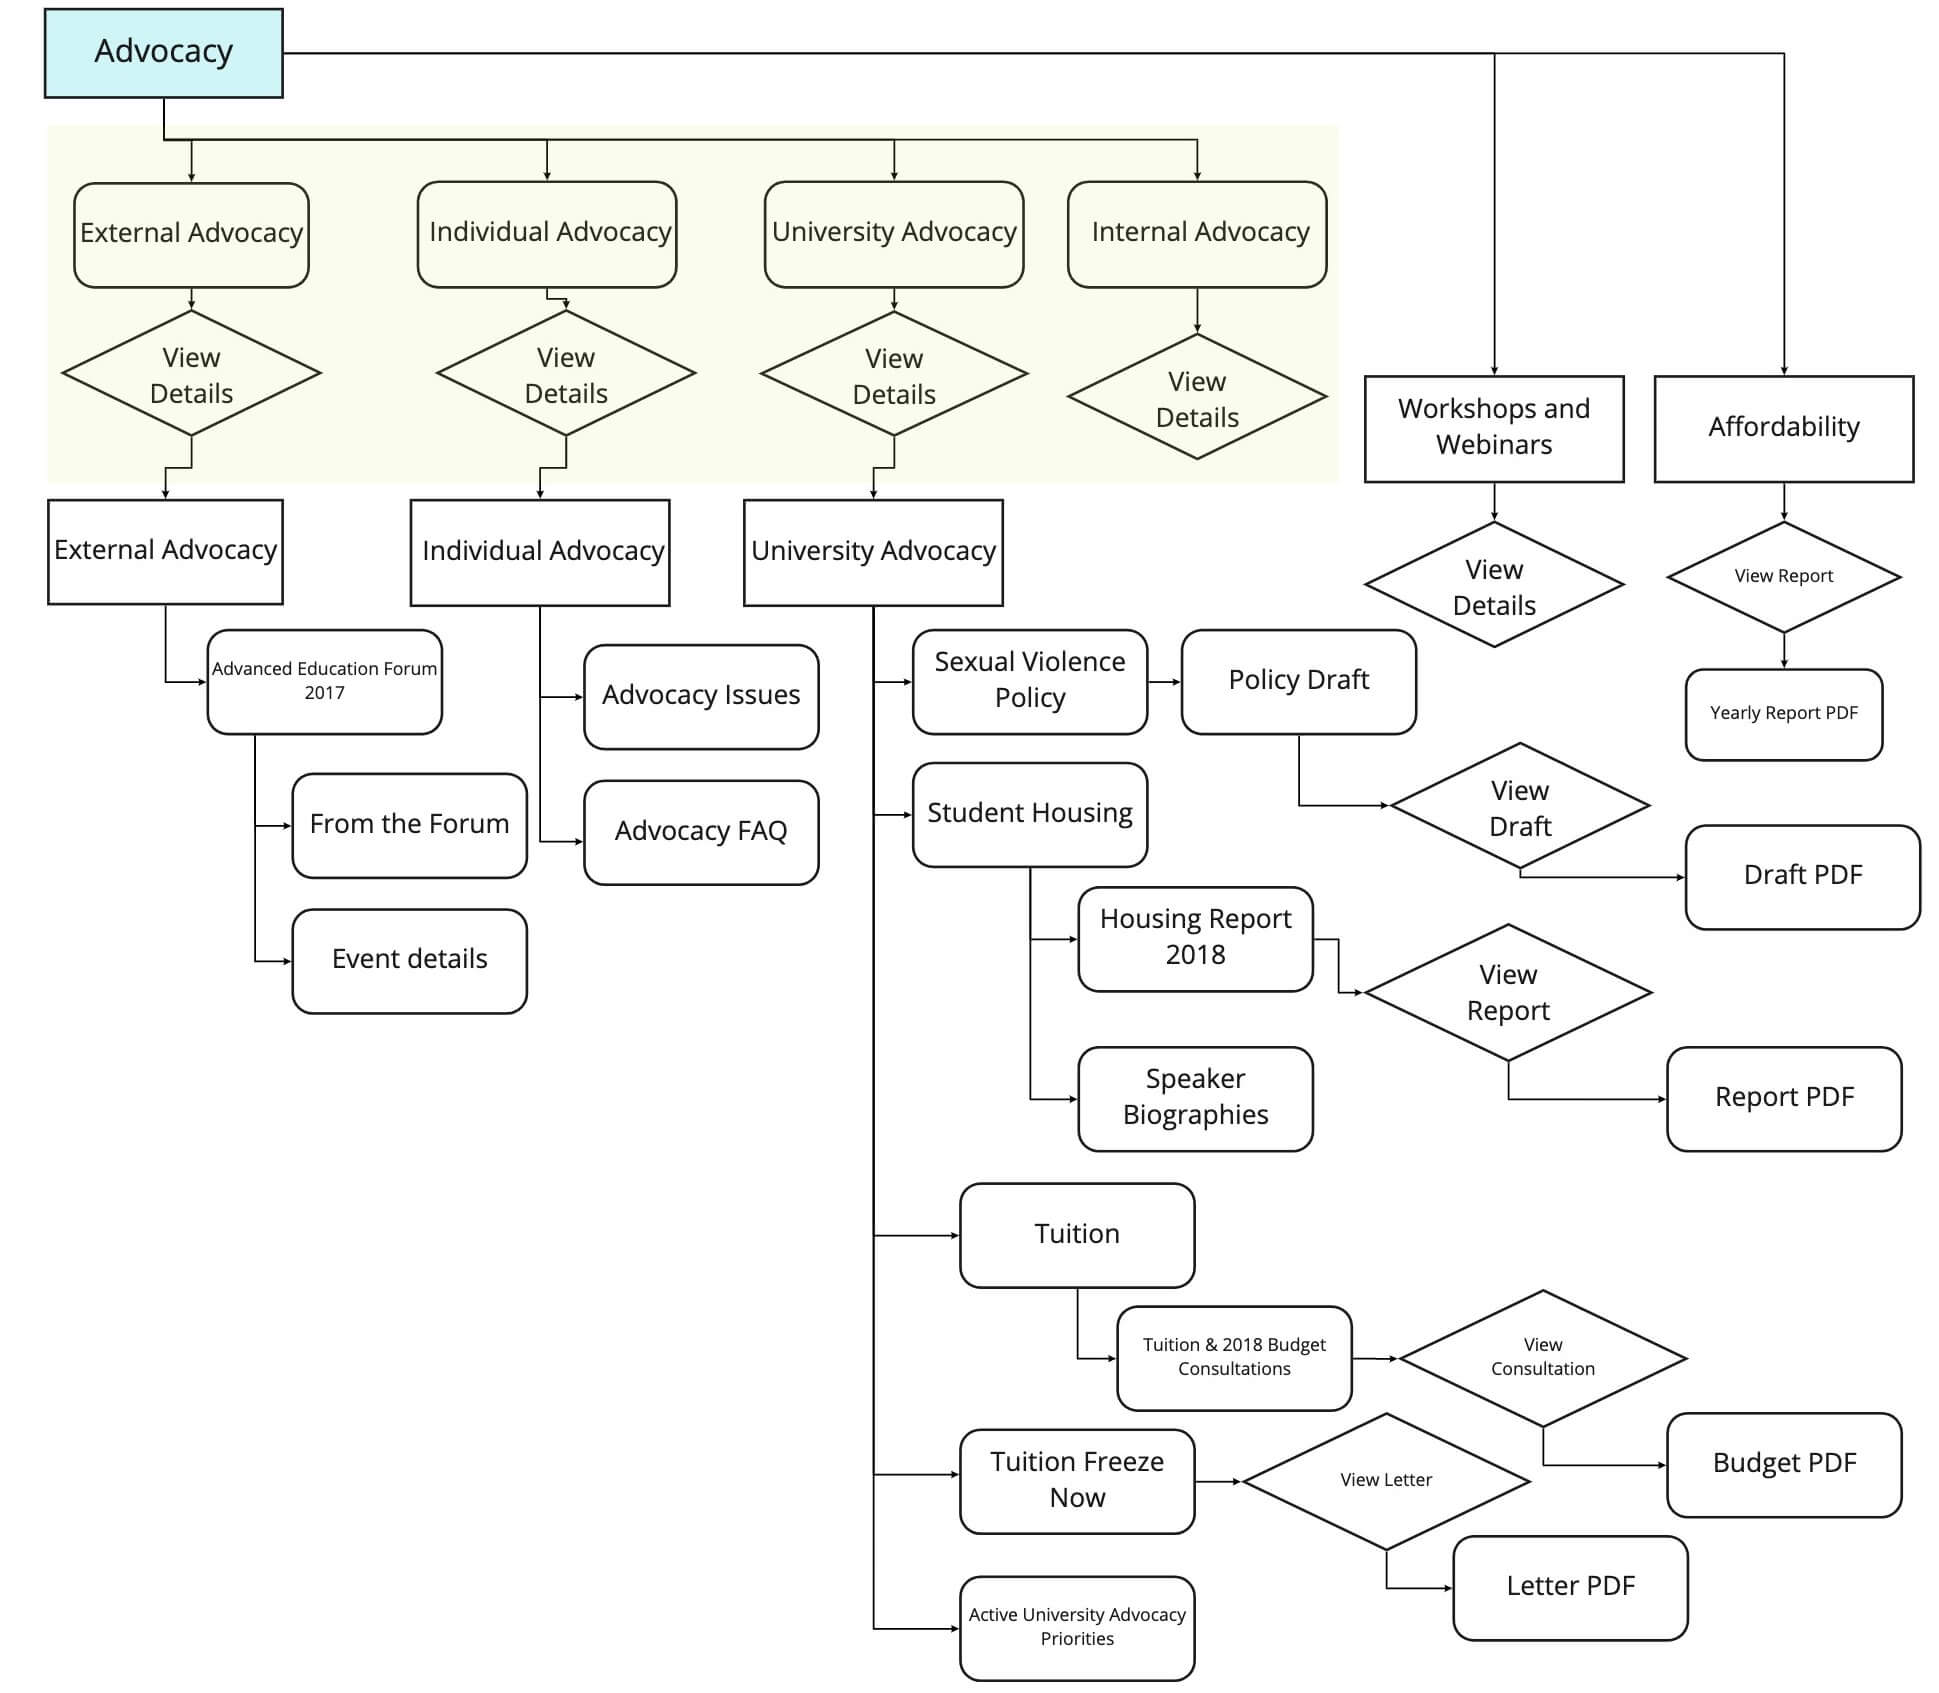 Advocacy
External Advocacy
Individual Advocacy
University Advocacy
Internal Advocacy
View
Details
View
Details
View
Details
View
Details
Workshops and
Webinars
Affordability
External Advocacy
Individual Advocacy
University Advocacy
View
Details
View Report
Advanced Education Forum
2017
Advocacy Issues
Sexual Violence
Policy
Policy Draft
Yearly Report PDF
From the Forum
Advocacy FAQ
Student Housing
View
Draft
Draft PDF
Event details
Housing Report
2018
View
Report
Speaker
Biographies
Report PDF
Tuition
Tuition & 2018 Budget
Consultations
View
Consultation
Tuition Freeze
Now
View Letter
Budget PDF
Letter PDF
Active University Advocacy
Priorities